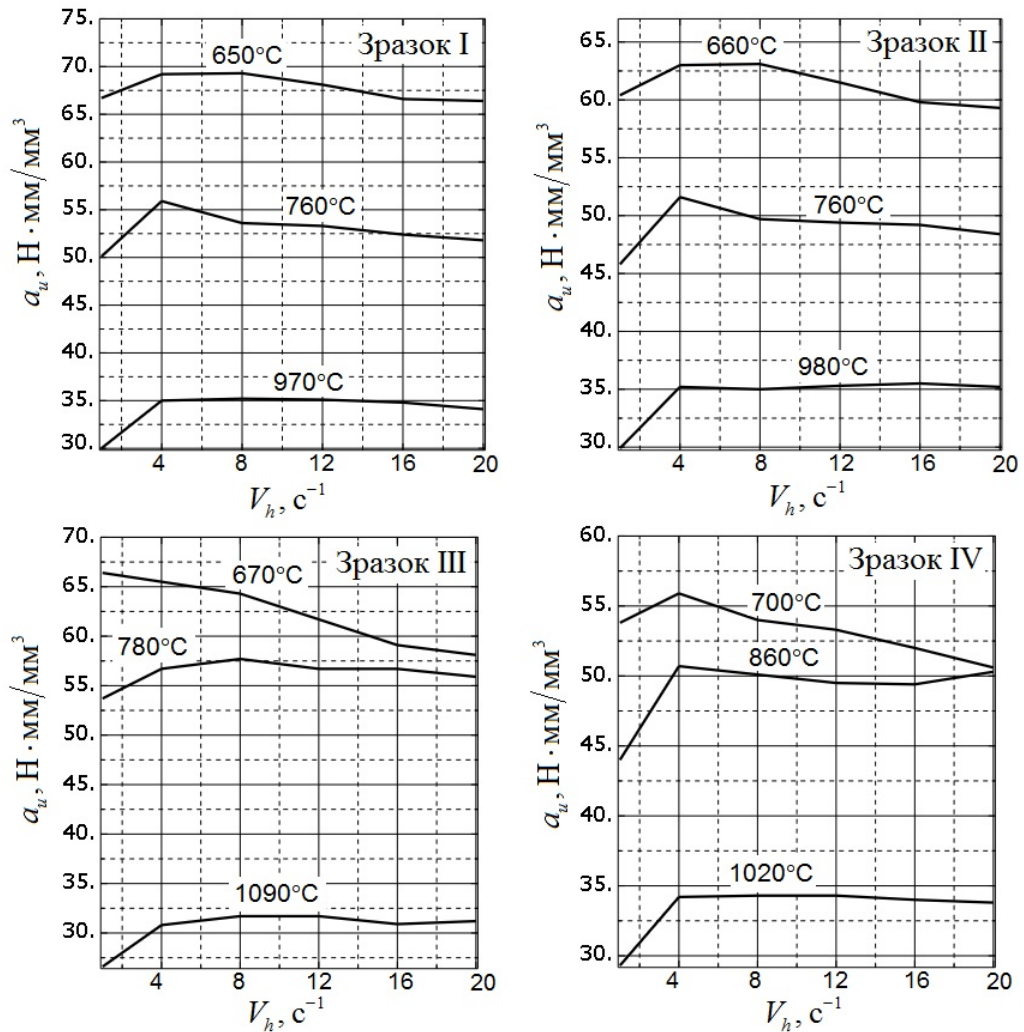 Зразок I
75.
70.
65.
60.
55.
50.
45.
40.
35.
30.
650°C
760°C
970°C
4 8 12 16 20
a_u, Н · мм/мм³
V_h, с⁻¹
Зразок II
65.
60.
55.
50.
45.
40.
35.
30.
660°C
760°C
980°C
4 8 12 16 20
a_u, Н · мм/мм³
V_h, с⁻¹
Зразок III
70.
65.
60.
55.
50.
45.
40.
35.
30.
670°C
780°C
1090°C
4 8 12 16 20
a_u, Н · мм/мм³
V_h, с⁻¹
Зразок IV
60.
55.
50.
45.
40.
35.
30.
700°C
860°C
1020°C
4 8 12 16 20
a_u, Н · мм/мм³
V_h, с⁻¹